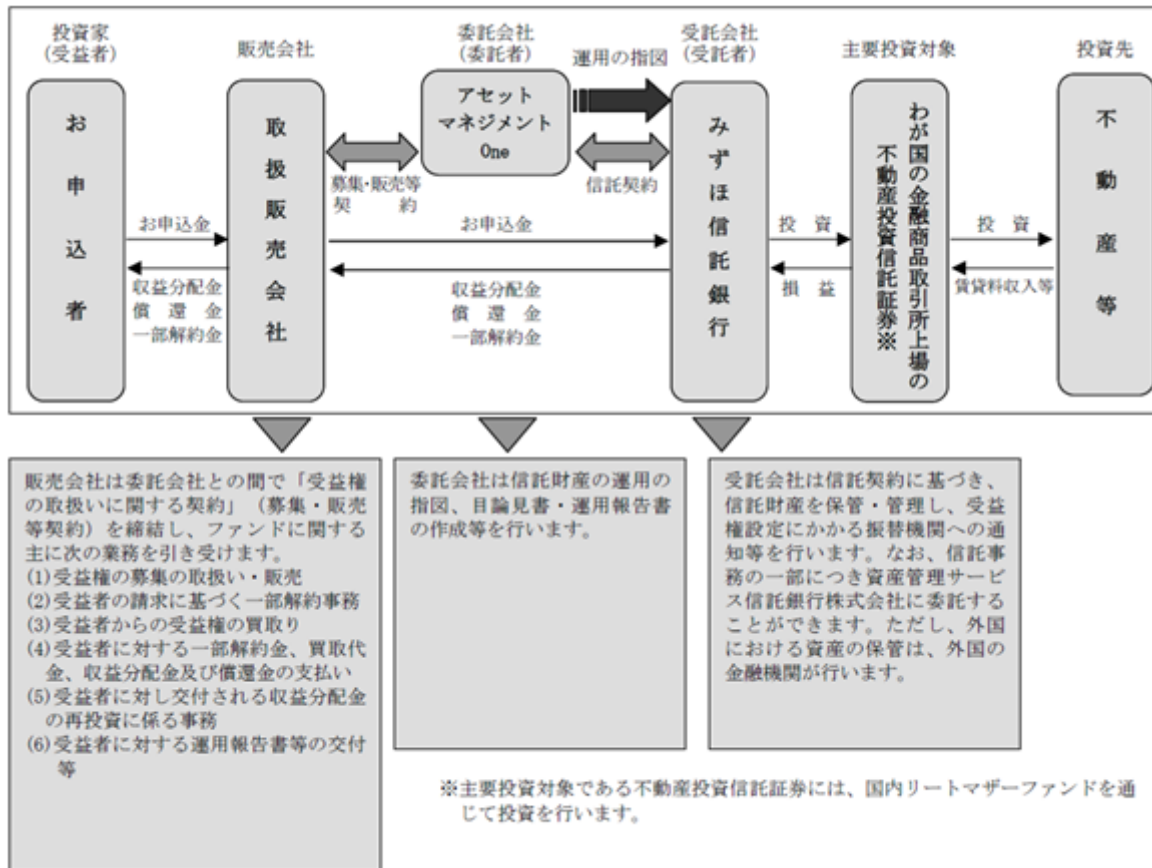 投資家
(受益者)
販売会社
委託会社
(委託者)
運用の指図
受託会社
(受託者)
主要投資対象
投資先
お申込者
取扱販売会社
アセット
マネジメント
One
みずほ信託銀行
わが国の金融商品取引所上場の
不動産投資信託証券※
不動産等
募集・販売等
契約
信託契約
お申込金
お申込金
投資
投資
収益分配金
償還金
一部解約金
収益分配金
償還金
一部解約金
損益
賃貸料収入等
販売会社は委託会社との間で「受益権
の取扱いに関する契約」（募集・販売
等契約）を締結し、ファンドに関する
主に次の業務を引き受けます。
(1)受益権の募集の取扱い・販売
(2)受益者の請求に基づく一部解約事務
(3)受益者からの受益権の買取り
(4)受益者に対する一部解約金、買取代
金、収益分配金及び償還金の支払い
(5)受益者に対し交付される収益分配金
の再投資に係る事務
(6)受益者に対する運用報告書等の交付
等
委託会社は信託財産の運用の
指図、目論見書・運用報告書
の作成等を行います。
受託会社は信託契約に基づき、
信託財産を保管・管理し、受益
権設定にかかる振替機関への通
知等を行います。なお、信託事
務の一部につき資産管理サービ
ス信託銀行株式会社に委託する
ことができます。ただし、外国
における資産の保管は、外国の
金融機関が行います。
※主要投資対象である不動産投資信託証券には、国内リートマザーファンドを通
じて投資を行います。